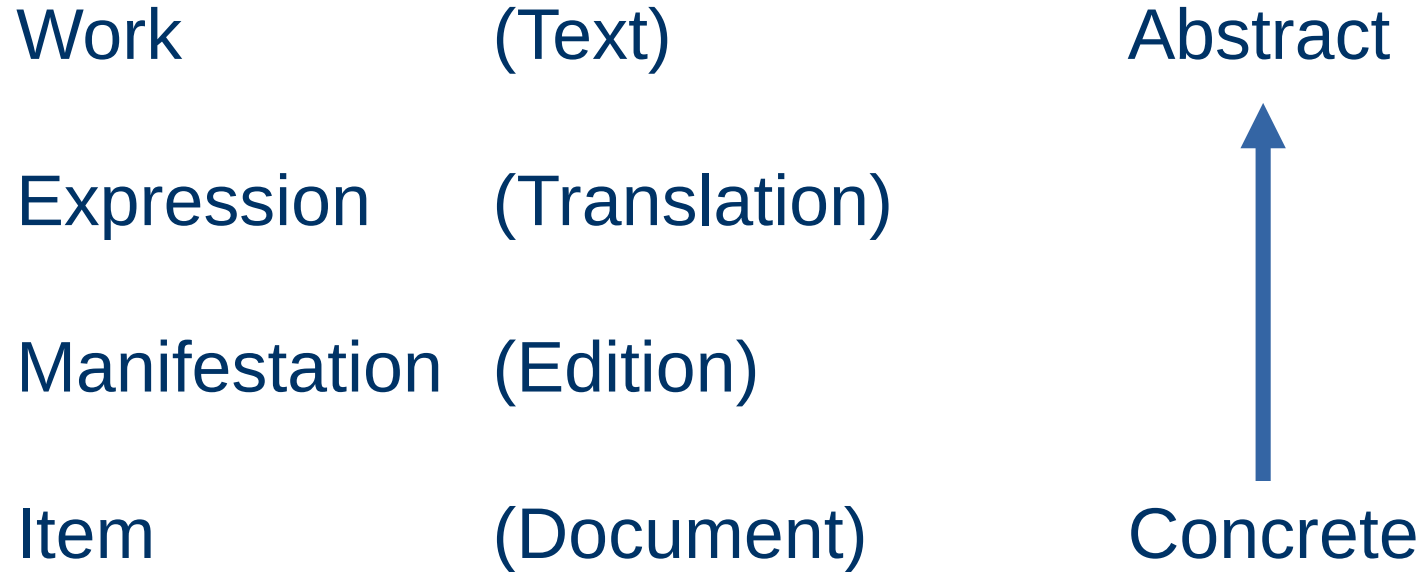 Work (Text) Abstract
Expression (Translation)
Manifestation (Edition)
Item (Document) Concrete